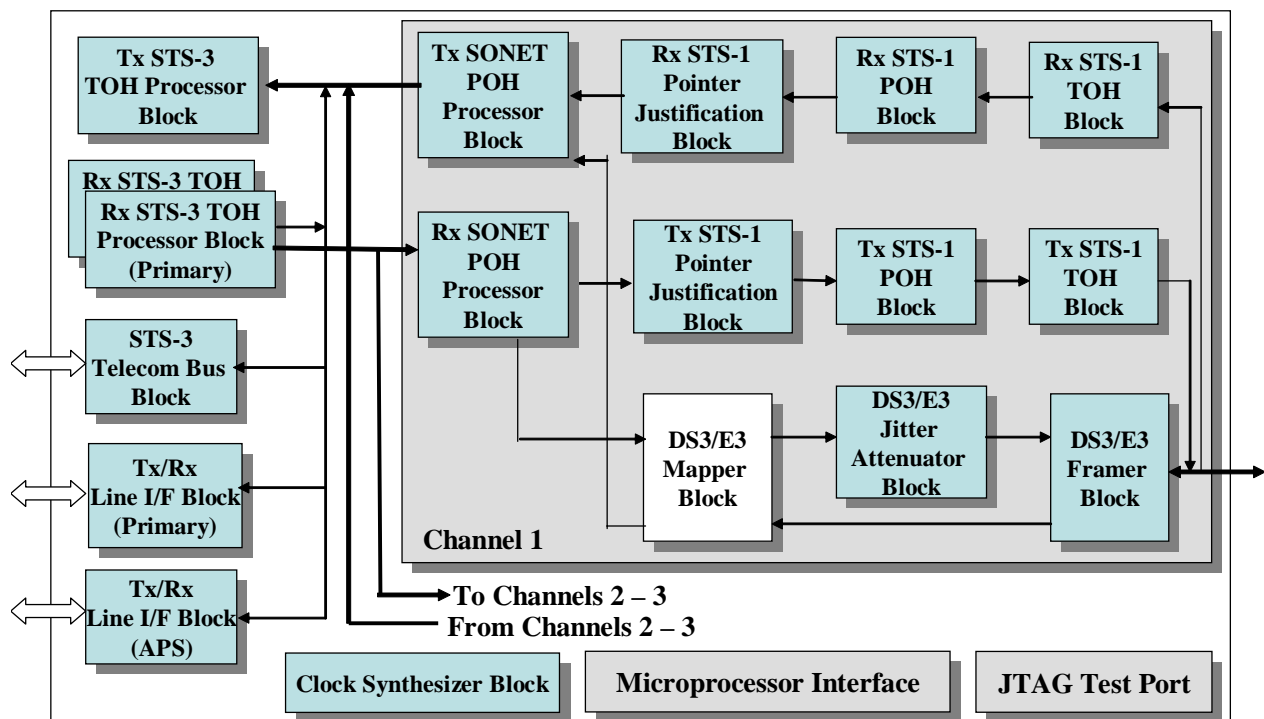 Tx STS-3
TOH Processor
Block
Tx SONET
POH
Processor
Block
Rx STS-1
Pointer
Justification
Block
Rx STS-1
POH
Block
Rx STS-1
TOH
Block
Rx STS-3 TOH
Rx STS-3 TOH
Processor Block
(Primary)
Rx SONET
POH
Processor
Block
Tx STS-1
Pointer
Justification
Block
Tx STS-1
POH
Block
Tx STS-1
TOH
Block
STS-3
Telecom Bus
Block
DS3/E3
Mapper
Block
DS3/E3
Jitter
Attenuator
Block
DS3/E3
Framer
Block
Tx/Rx
Line I/F Block
(Primary)
Channel 1
Tx/Rx
Line I/F Block
(APS)
To Channels 2 – 3
From Channels 2 – 3
Clock Synthesizer Block
Microprocessor Interface
JTAG Test Port